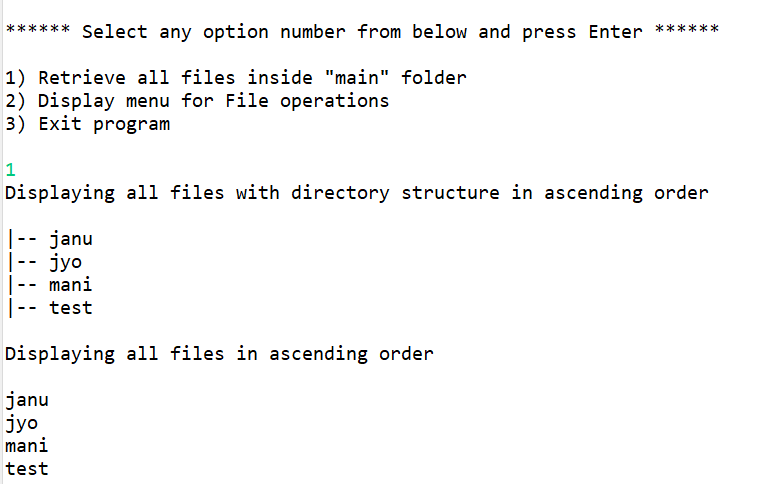 ****** Select any option number from below and press Enter ******
1) Retrieve all files inside "main" folder
2) Display menu for File operations
3) Exit program
1
Displaying all files with directory structure in ascending order
|-- janu
|-- jyo
|-- mani
|-- test
Displaying all files in ascending order
janu
jyo
mani
test